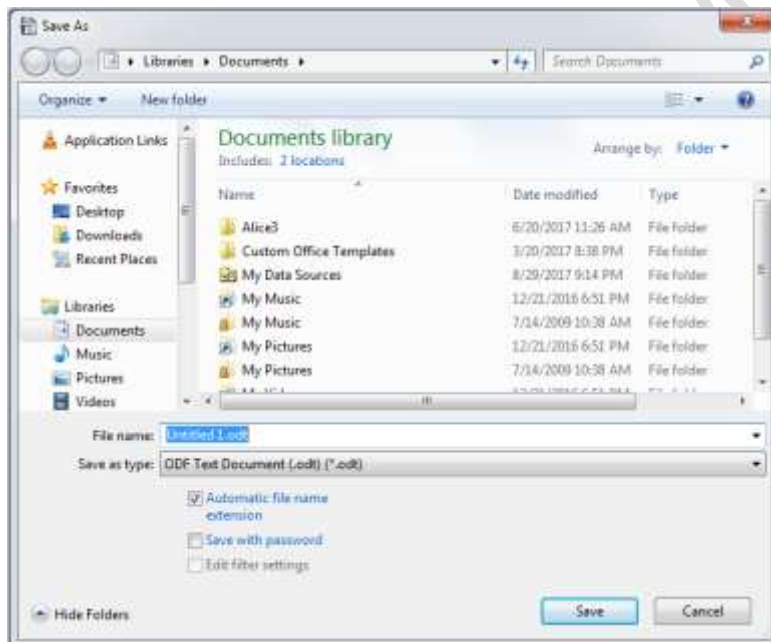 Save As
Libraries ▸ Documents ▸
Search Documents
Organize New folder
Application Links
Favorites
Desktop
Downloads
Recent Places
Libraries
Documents
Music
Pictures
Videos
Documents library
Includes: 2 locations
Arrange by: Folder
Name Date modified Type
Alice3 6/20/2017 11:26 AM File folder
Custom Office Templates 3/20/2017 8:38 PM File folder
My Data Sources 8/29/2017 9:14 PM File folder
My Music 12/21/2016 6:51 PM File folder
My Music 7/14/2009 10:38 AM File folder
My Pictures 12/21/2016 6:51 PM File folder
My Pictures 7/14/2009 10:38 AM File folder
File name: Untitled 1.odt
Save as type: ODF Text Document (.odt) (*.odt)
Automatic file name
extension
Save with password
Edit filter settings
Hide Folders
Save Cancel